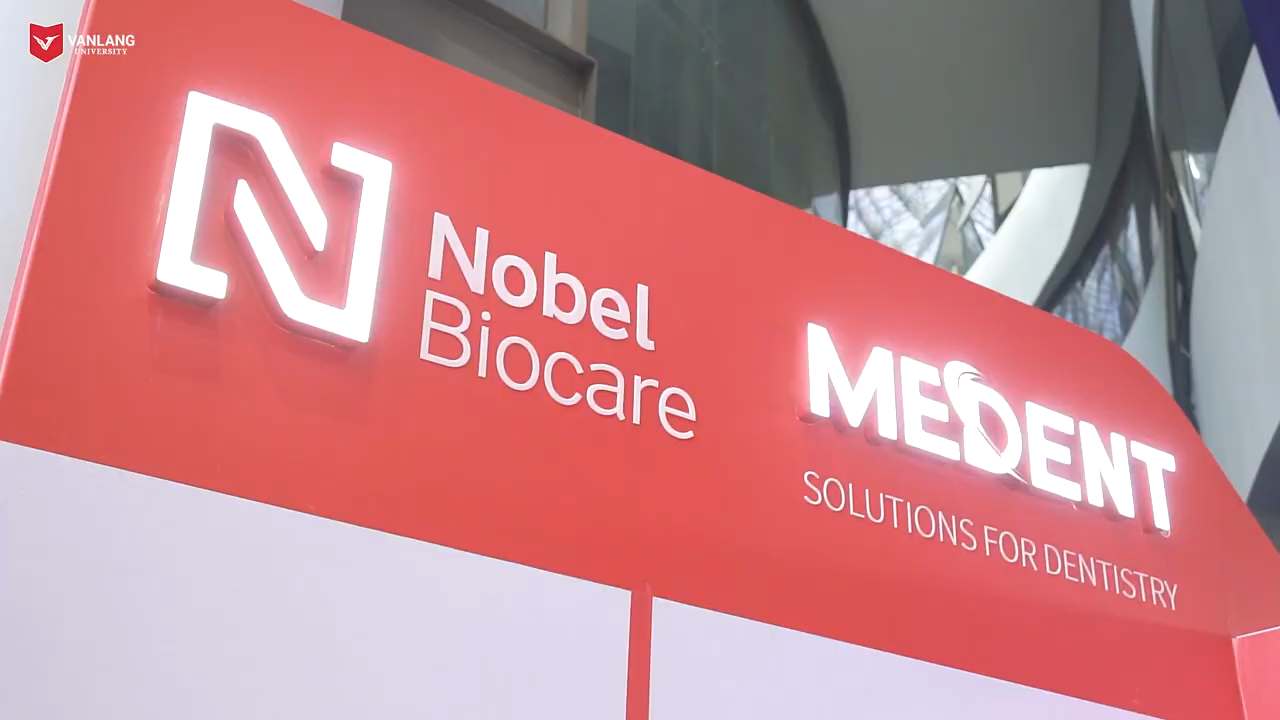 VANLANG
UNIVERSITY
Nobel
Biocare
MEDENT
SOLUTIONS FOR DENTISTRY